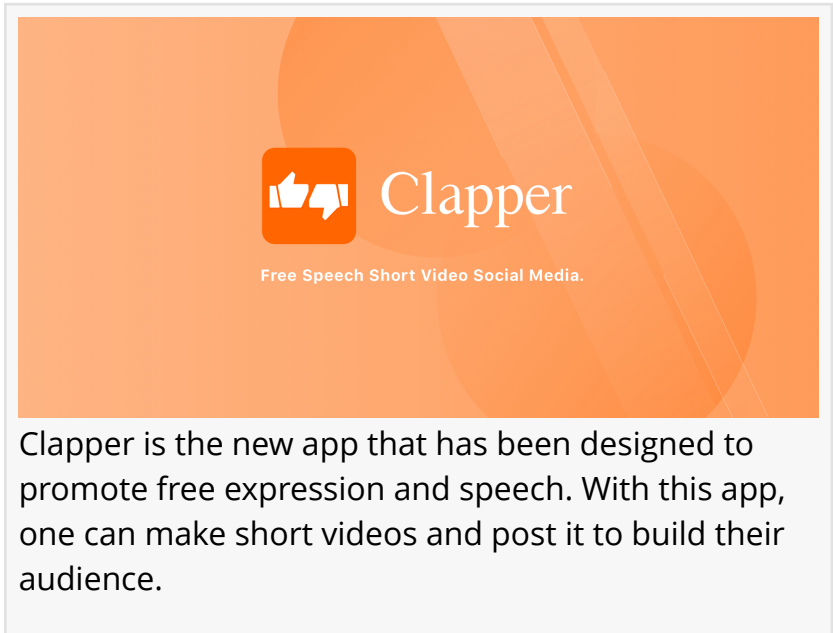 Clapper
Free Speech Short Video Social Media.
Clapper is the new app that has been designed to
promote free expression and speech. With this app,
one can make short videos and post it to build their
audience.